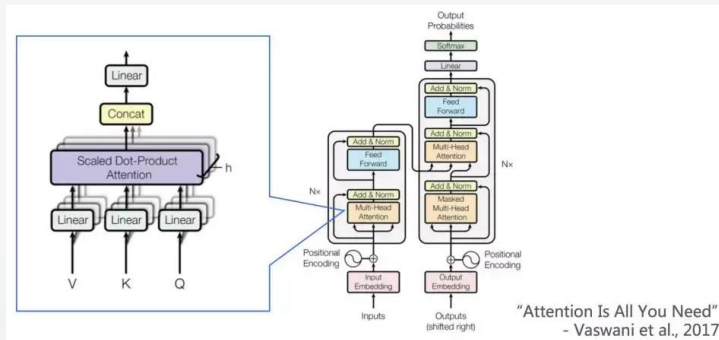 Linear
Concat
Scaled Dot-Product
Attention
h
Linear
Linear
Linear
V
K
Q
Output
Probabilities
Softmax
Linear
Add & Norm
Feed
Forward
Add & Norm
Multi-Head
Attention
Nx
Add & Norm
Masked
Multi-Head
Attention
Positional
Encoding
Output
Embedding
Outputs
(shifted right)
Add & Norm
Feed
Forward
Nx
Add & Norm
Multi-Head
Attention
Positional
Encoding
Input
Embedding
Inputs
"Attention Is All You Need"
- Vaswani et al., 2017